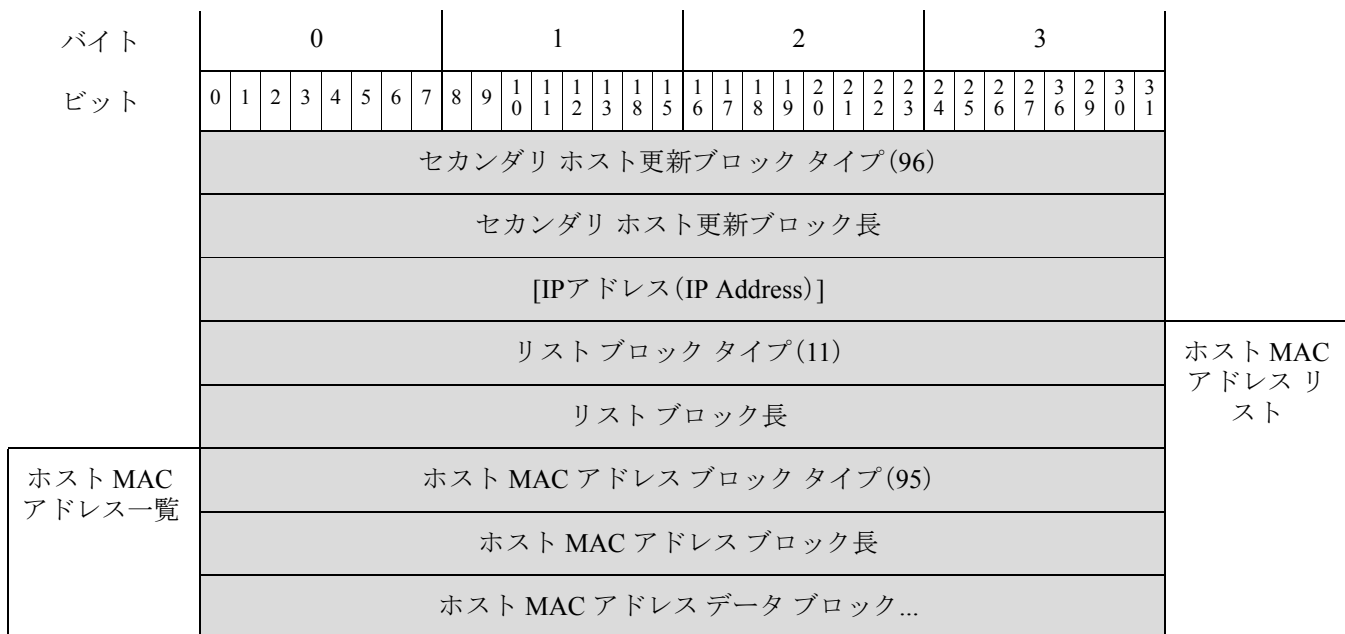 バイト 0 1 2 3
ビット 0 1 2 3 4 5 6 7 8 9 10 11 12 13 18 15 16 17 18 19 20 21 22 23 24 25 26 27 36 29 30 31
セカンダリ ホスト更新ブロック タイプ(96)
セカンダリ ホスト更新ブロック長
[IPアドレス(IP Address)]
リスト ブロック タイプ(11)
リスト ブロック長
ホスト MAC
アドレス リ
スト
ホスト MAC
アドレス一覧
ホスト MAC アドレス ブロック タイプ(95)
ホスト MAC アドレス ブロック長
ホスト MAC アドレス データ ブロック...